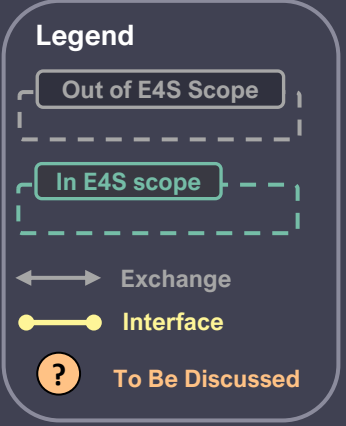 Legend
Out of E4S Scope
In E4S scope
Exchange
Interface
?
To Be Discussed